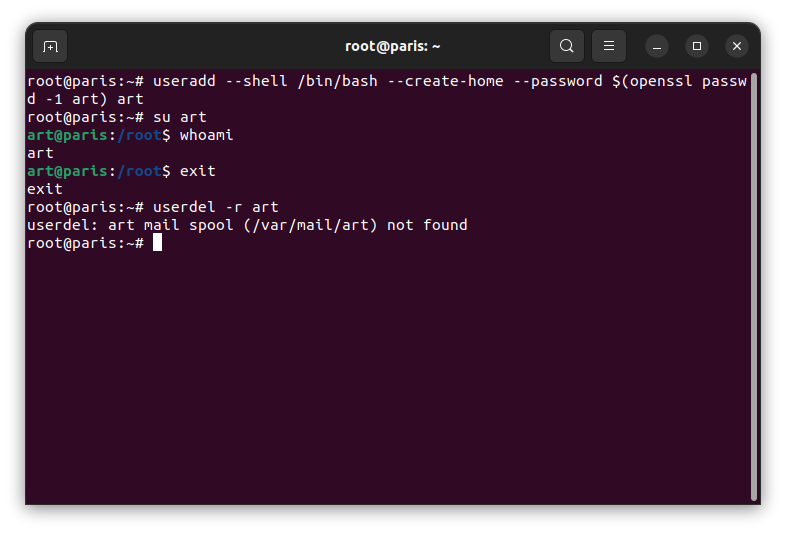 root@paris: ~
root@paris:~# useradd --shell /bin/bash --create-home --password $(openssl passw
d -1 art) art
root@paris:~# su art
art@paris:/root$ whoami
art
art@paris:/root$ exit
exit
root@paris:~# userdel -r art
userdel: art mail spool (/var/mail/art) not found
root@paris:~#